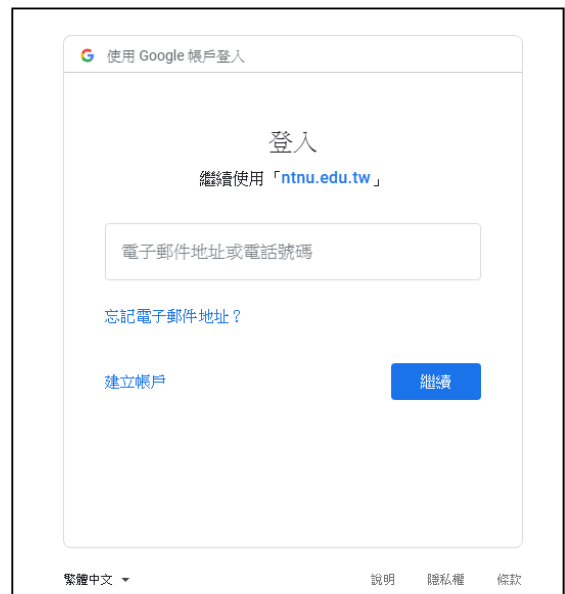 使用 Google 帳戶登入
登入
繼續使用「ntnu.edu.tw」
電子郵件地址或電話號碼
忘記電子郵件地址？
建立帳戶
繼續
繁體中文
說明 隱私權 條款